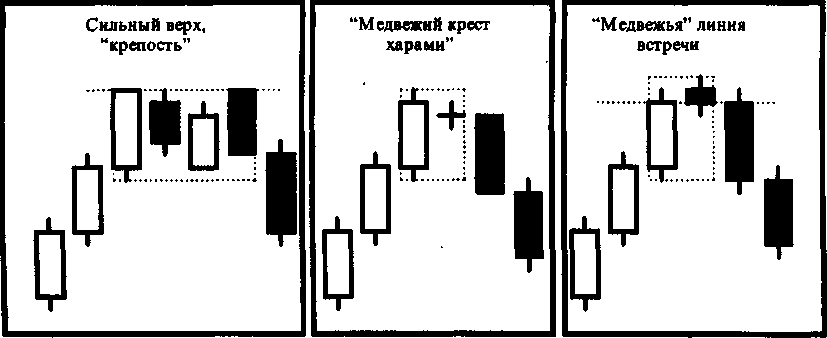 Сильный верх,
“крепость”
“Медвежий крест
харами”
“Медвежья” линия
встречи